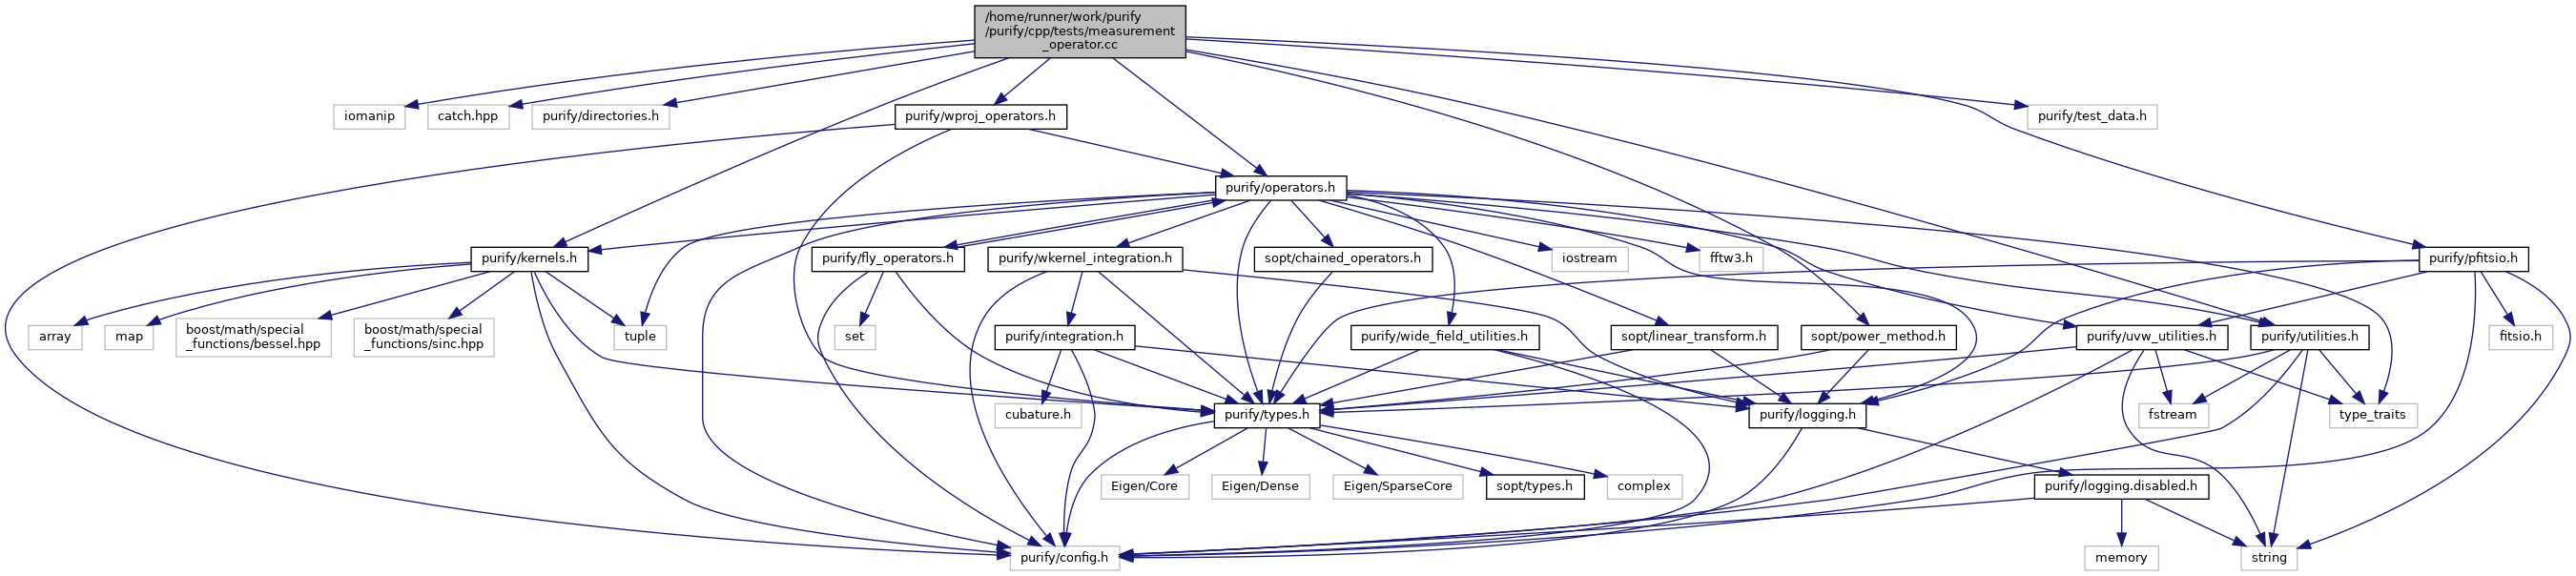 /home/runner/work/purify
/purify/cpp/tests/measurement
_operator.cc
iomanip
catch.hpp
purify/directories.h
purify/wproj_operators.h
purify/test_data.h
purify/operators.h
purify/kernels.h
purify/fly_operators.h
purify/wkernel_integration.h
sopt/chained_operators.h
iostream
fftw3.h
purify/pfitsio.h
array
map
boost/math/special
_functions/bessel.hpp
boost/math/special
_functions/sinc.hpp
tuple
set
purify/integration.h
purify/wide_field_utilities.h
sopt/linear_transform.h
sopt/power_method.h
purify/uvw_utilities.h
purify/utilities.h
fitsio.h
cubature.h
purify/types.h
purify/logging.h
fstream
type_traits
Eigen/Core
Eigen/Dense
Eigen/SparseCore
sopt/types.h
complex
purify/logging.disabled.h
purify/config.h
memory
string